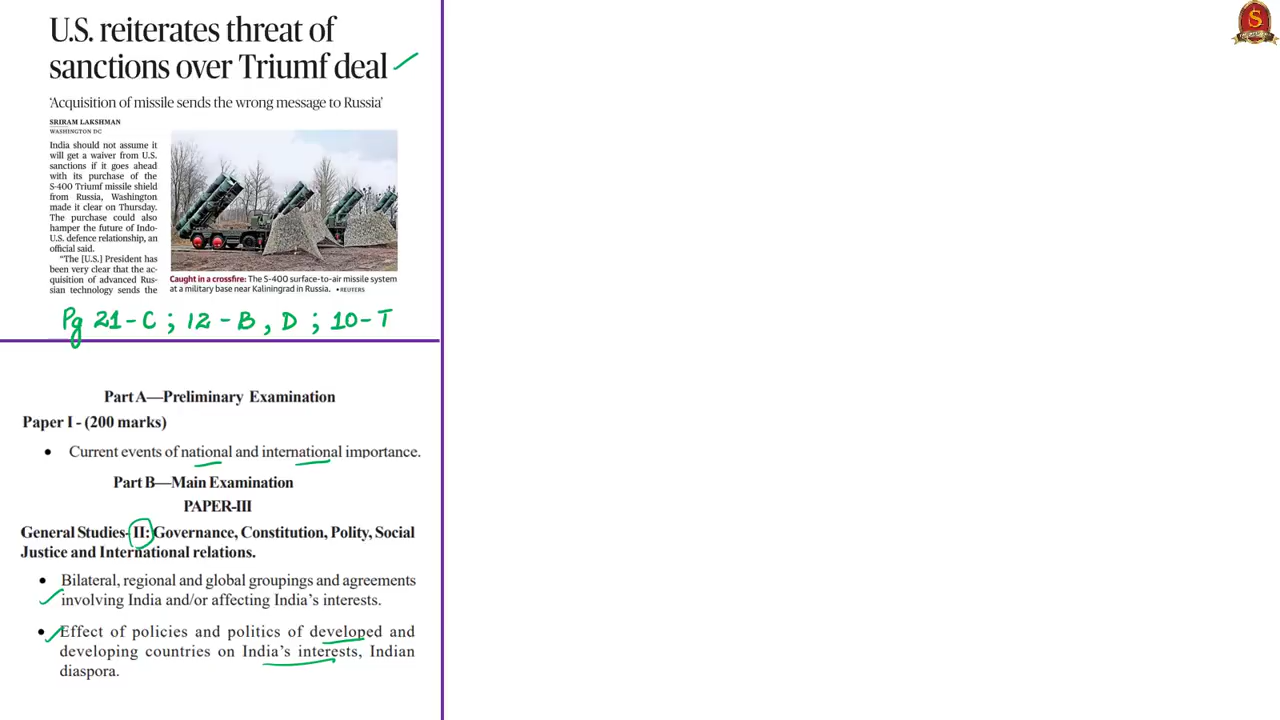 U.S. reiterates threat of
sanctions over Triumf deal
‘Acquisition of missile sends the wrong message to Russia’
SRIRAM LAKSHMAN
WASHINGTON DC
India should not assume it
will get a waiver from U.S.
sanctions if it goes ahead
with its purchase of the
S-400 Triumf missile shield
from Russia, Washington
made it clear on Thursday.
The purchase could also
hamper the future of Indo-
U.S. defence relationship, an
official said.
“The [U.S.] President has
been very clear that the ac-
quisition of advanced Rus-
sian technology sends the
Caught in a crossfire: The S-400 surface-to-air missile system
at a military base near Kaliningrad in Russia. •REUTERS
Pg 21-C ; 12-B, D ; 10-T
Part A—Preliminary Examination
Paper I - (200 marks)
• Current events of national and international importance.
Part B—Main Examination
PAPER-III
General Studies- II: Governance, Constitution, Polity, Social
Justice and International relations.
• Bilateral, regional and global groupings and agreements
involving India and/or affecting India’s interests.
• Effect of policies and politics of developed and
developing countries on India’s interests, Indian
diaspora.